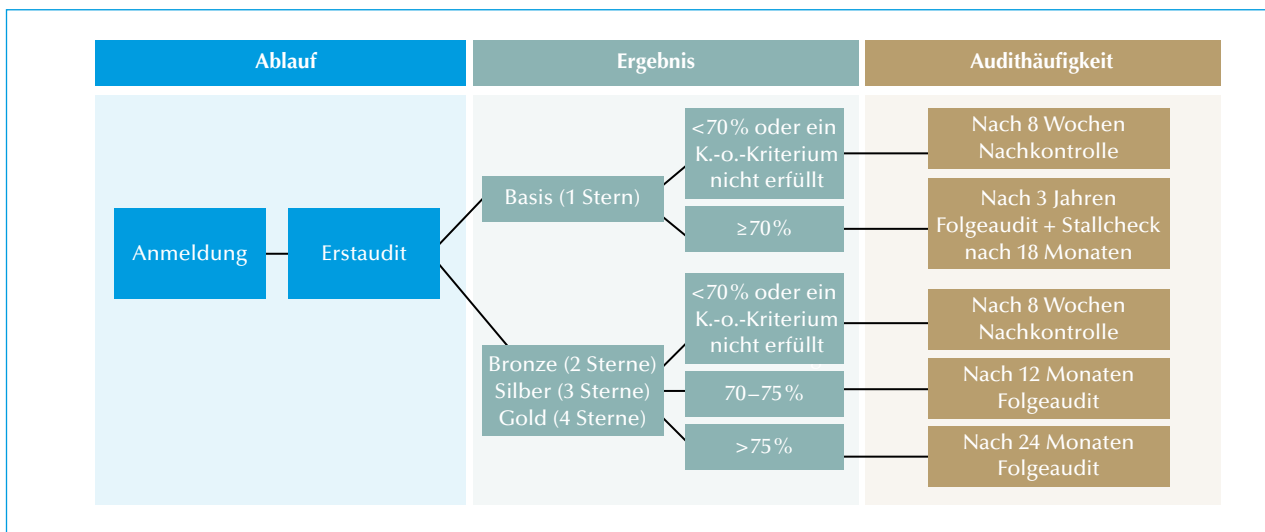 Ablauf
Ergebnis
Audithäufigkeit
Anmeldung
Erstaudit
Basis (1 Stern)
<70% oder ein
K.-o.-Kriterium
nicht erfüllt
Nach 8 Wochen
Nachkontrolle
≥70%
Nach 3 Jahren
Folgeaudit + Stallcheck
nach 18 Monaten
Bronze (2 Sterne)
Silber (3 Sterne)
Gold (4 Sterne)
<70% oder ein
K.-o.-Kriterium
nicht erfüllt
Nach 8 Wochen
Nachkontrolle
70–75%
Nach 12 Monaten
Folgeaudit
>75%
Nach 24 Monaten
Folgeaudit